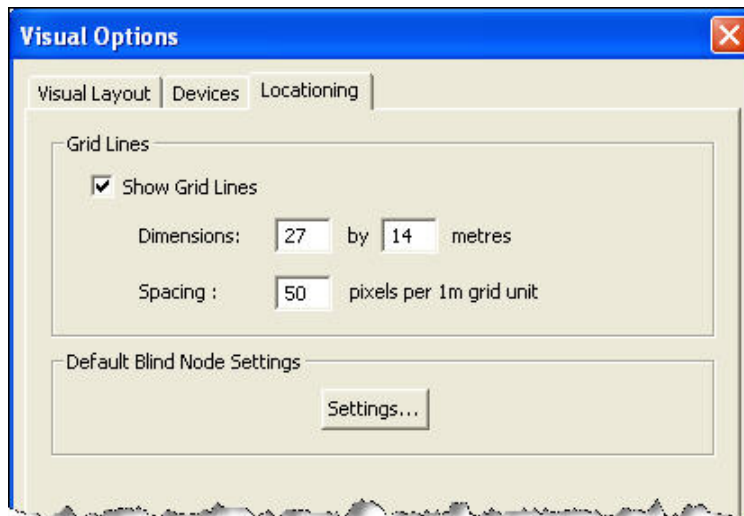 Visual Options
Visual Layout Devices Locationing
Grid Lines
Show Grid Lines
Dimensions: 27 by 14 metres
Spacing : 50 pixels per 1m grid unit
Default Blind Node Settings
Settings...